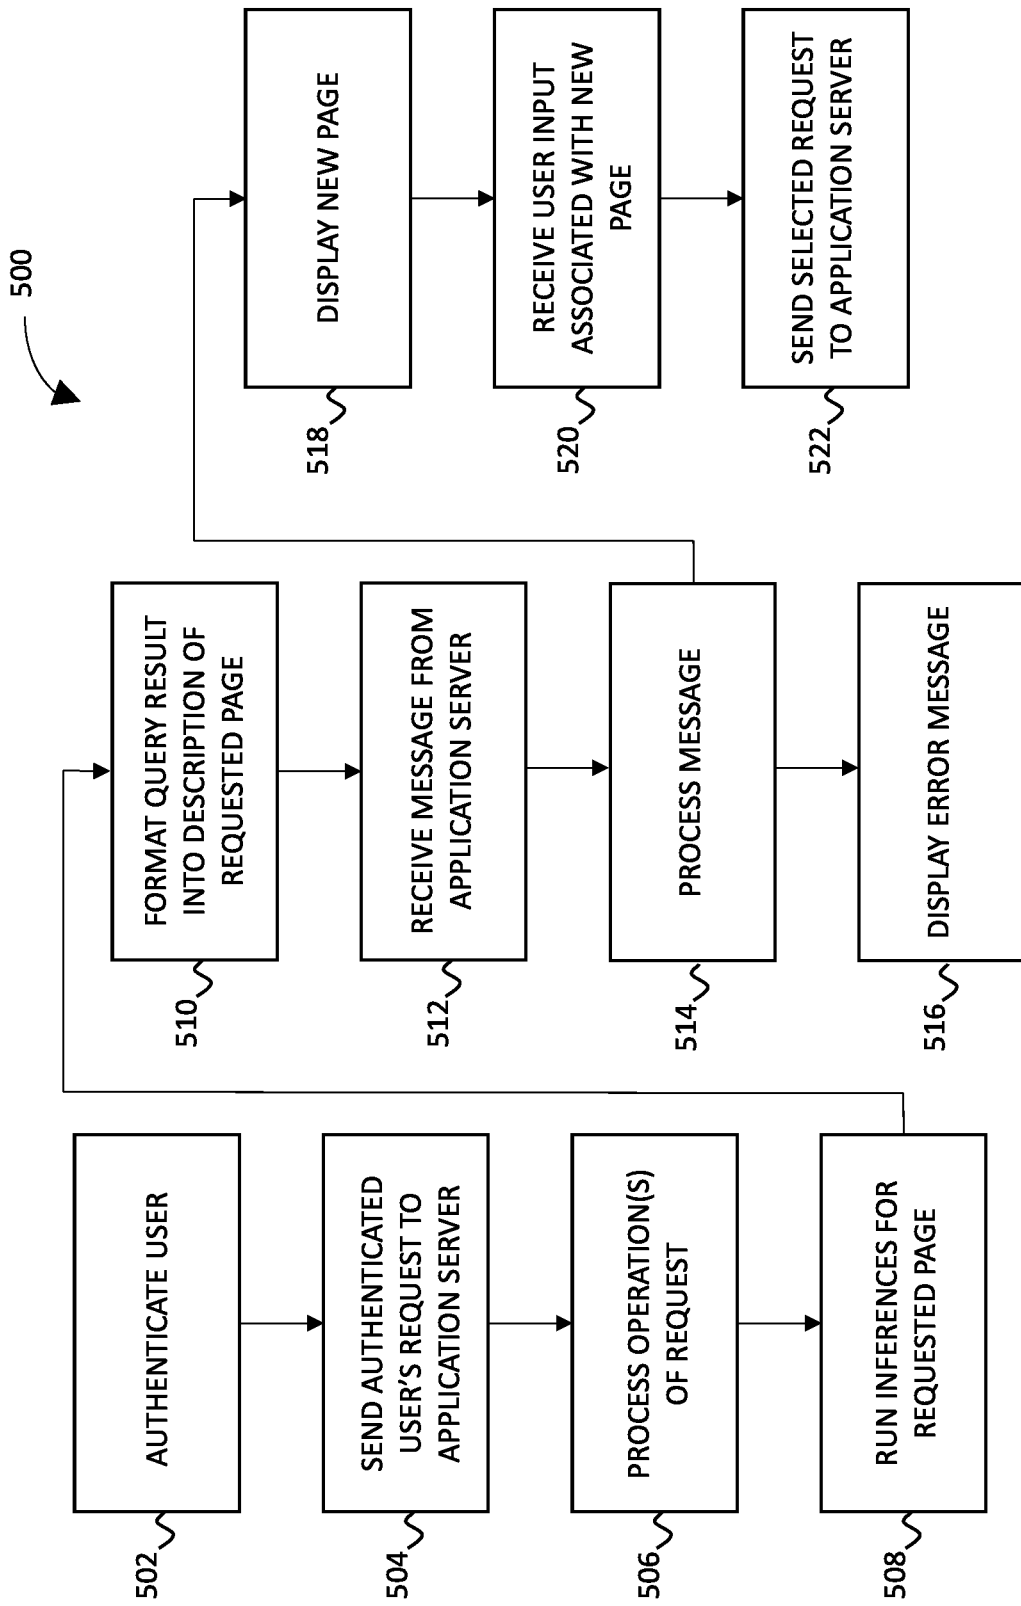 500
502
AUTHENTICATE USER
504
SEND AUTHENTICATED
USER'S REQUEST TO
APPLICATION SERVER
506
PROCESS OPERATION(S)
OF REQUEST
508
RUN INFERENCES FOR
REQUESTED PAGE
510
FORMAT QUERY RESULT
INTO DESCRIPTION OF
REQUESTED PAGE
512
RECEIVE MESSAGE FROM
APPLICATION SERVER
514
PROCESS MESSAGE
516
DISPLAY ERROR MESSAGE
518
DISPLAY NEW PAGE
520
RECEIVE USER INPUT
ASSOCIATED WITH NEW
PAGE
522
SEND SELECTED REQUEST
TO APPLICATION SERVER